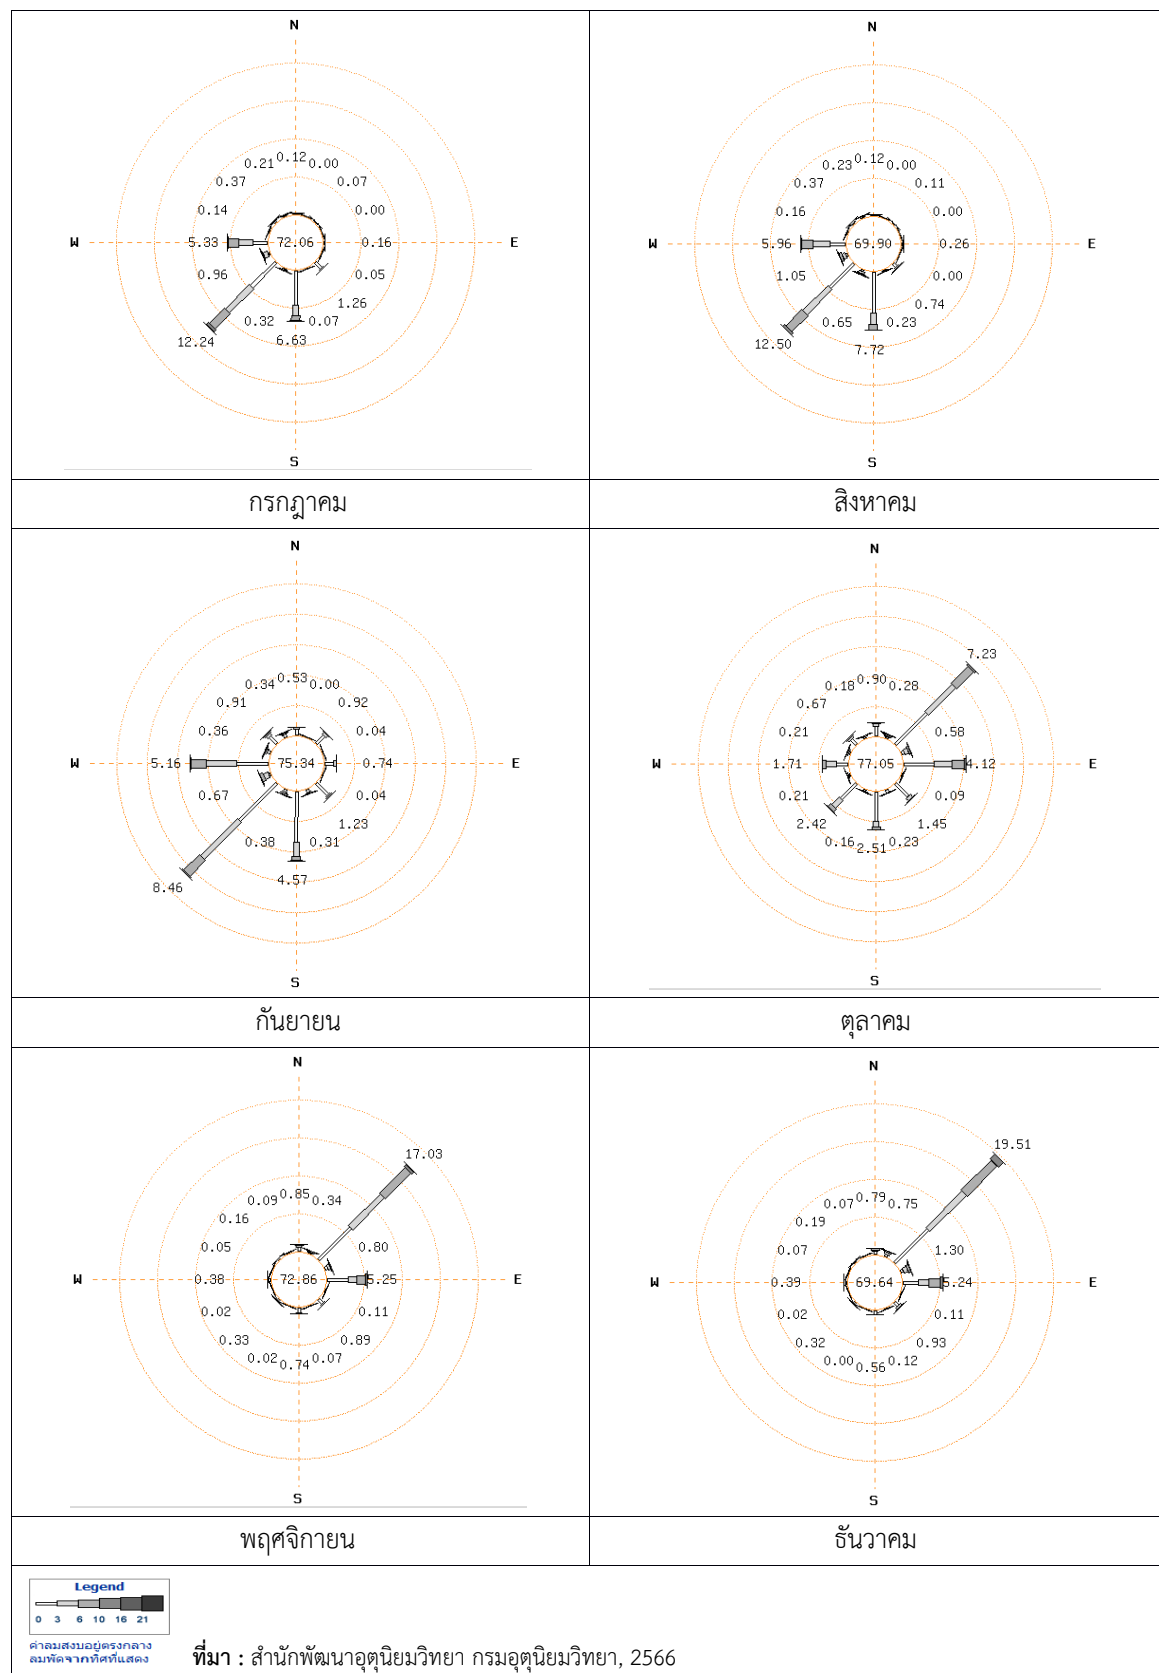 N
0.21 0.12 0.00
0.37 0.07
0.14 0.00
W 5.33 72.06 0.16 E
0.96 0.05
1.26
0.32 0.07
12.24 6.63
S
กรกฎาคม
N
0.23 0.12 0.00
0.37 0.11
0.16 0.00
W 5.96 69.90 0.26 E
1.05 0.00
0.74
0.65 0.23
12.50 7.72
S
สิงหาคม
N
0.34 0.53 0.00
0.91 0.92
0.36 0.04
W 5.16 75.34 0.74 E
0.67 0.04
1.23
0.38 0.31
8.46 4.57
S
กันยายน
N
7.23
0.18 0.90 0.28
0.67
0.21 0.58
W 1.71 77.05 4.12 E
0.21 0.09
2.42 1.45
0.16 2.51 0.23
S
ตุลาคม
N
17.03
0.09 0.85 0.34
0.16
0.05 0.80
W 0.38 72.86 5.25 E
0.02 0.11
0.33 0.89
0.02 0.74 0.07
S
พฤศจิกายน
N
19.51
0.07 0.79 0.75
0.19
0.07 1.30
W 0.39 69.64 5.24 E
0.02 0.11
0.32 0.93
0.00 0.56 0.12
S
ธันวาคม
Legend
0 3 6 10 16 21
ค่าลมสงบอยู่ตรงกลาง
ลมพัดจากทิศที่แสดง
ที่มา : สำนักพัฒนาอุตุนิยมวิทยา กรมอุตุนิยมวิทยา, 2566